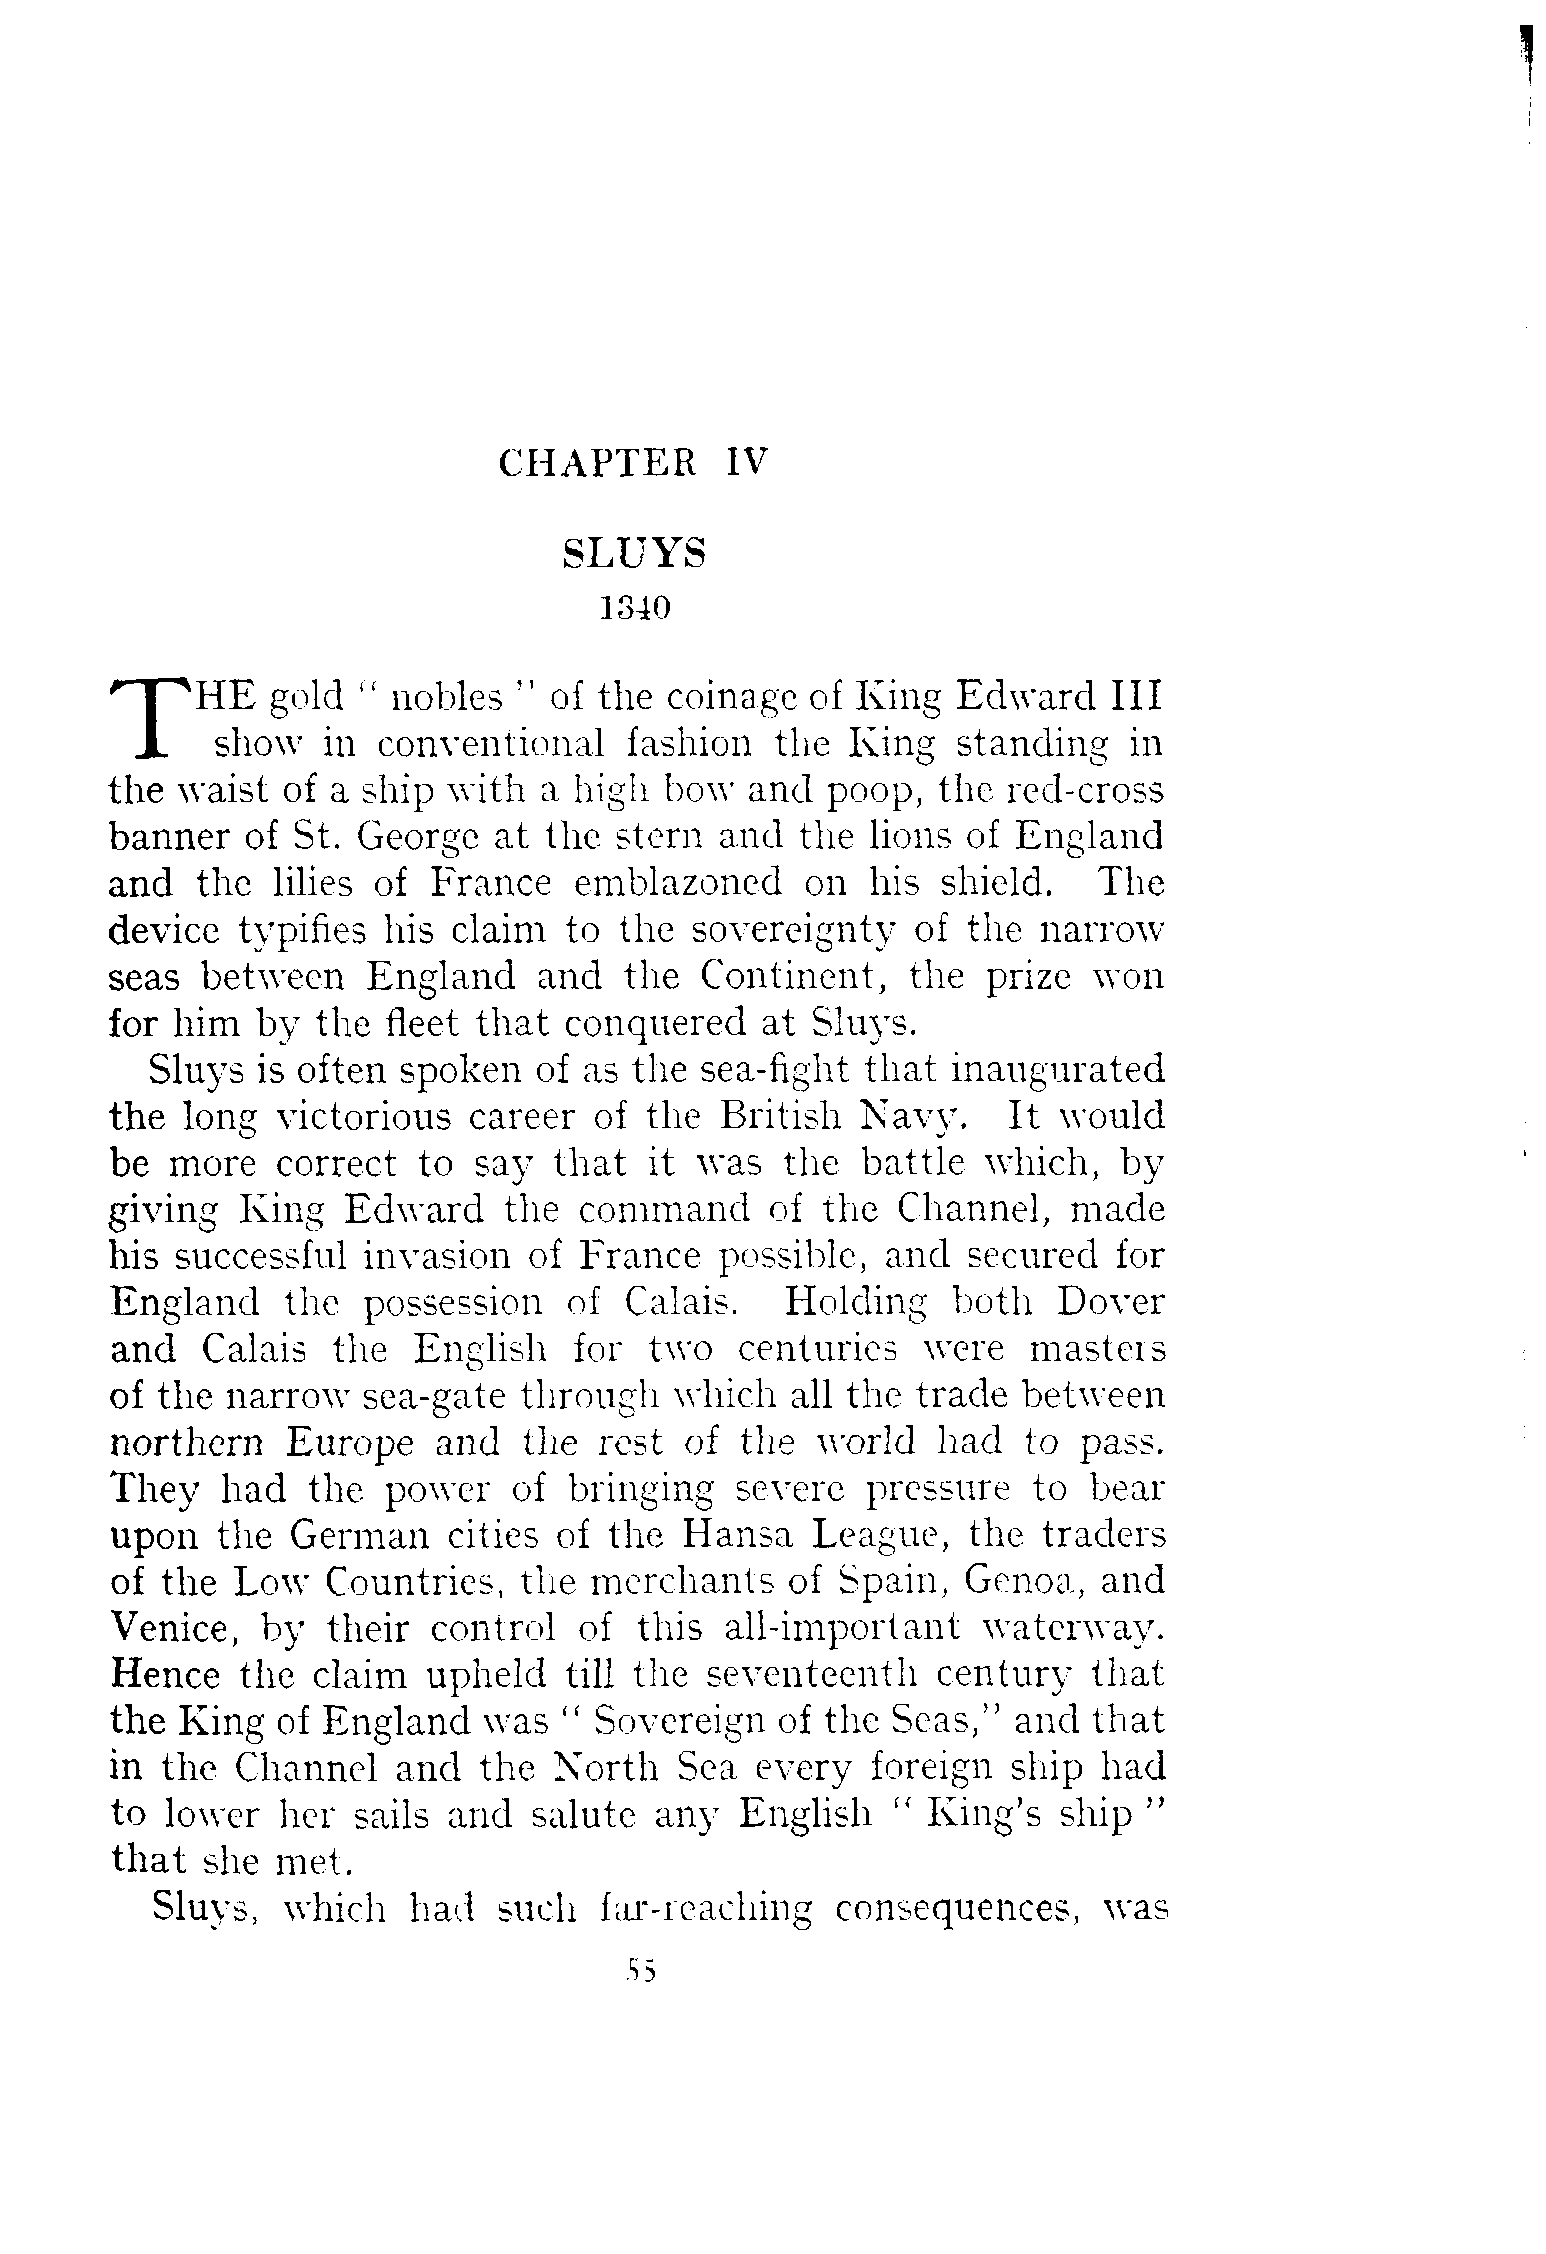 CHAPTER IV
SLUYS
1340
THE gold " nobles " of the coinage of King Edward III
show in conventional fashion the King standing in
the waist of a ship with a high bow and poop, the red-cross
banner of St. George at the stern and the lions of England
and the lilies of France emblazoned on his shield. The
device typifies his claim to the sovereignty of the narrow
seas between England and the Continent, the prize won
for him by the fleet that conquered at Sluys.
Sluys is often spoken of as the sea-fight that inaugurated
the long victorious career of the British Navy. It would
be more correct to say that it was the battle which, by
giving King Edward the command of the Channel, made
his successful invasion of France possible, and secured for
England the possession of Calais. Holding both Dover
and Calais the English for two centuries were masters
of the narrow sea-gate through which all the trade between
northern Europe and the rest of the world had to pass.
They had the power of bringing severe pressure to bear
upon the German cities of the Hansa League, the traders
of the Low Countries, the merchants of Spain, Genoa, and
Venice, by their control of this all-important waterway.
Hence the claim upheld till the seventeenth century that
the King of England was " Sovereign of the Seas," and that
in the Channel and the North Sea every foreign ship had
to lower her sails and salute any English " King's ship "
that she met.
Sluys, which had such far-reaching consequences, was
55